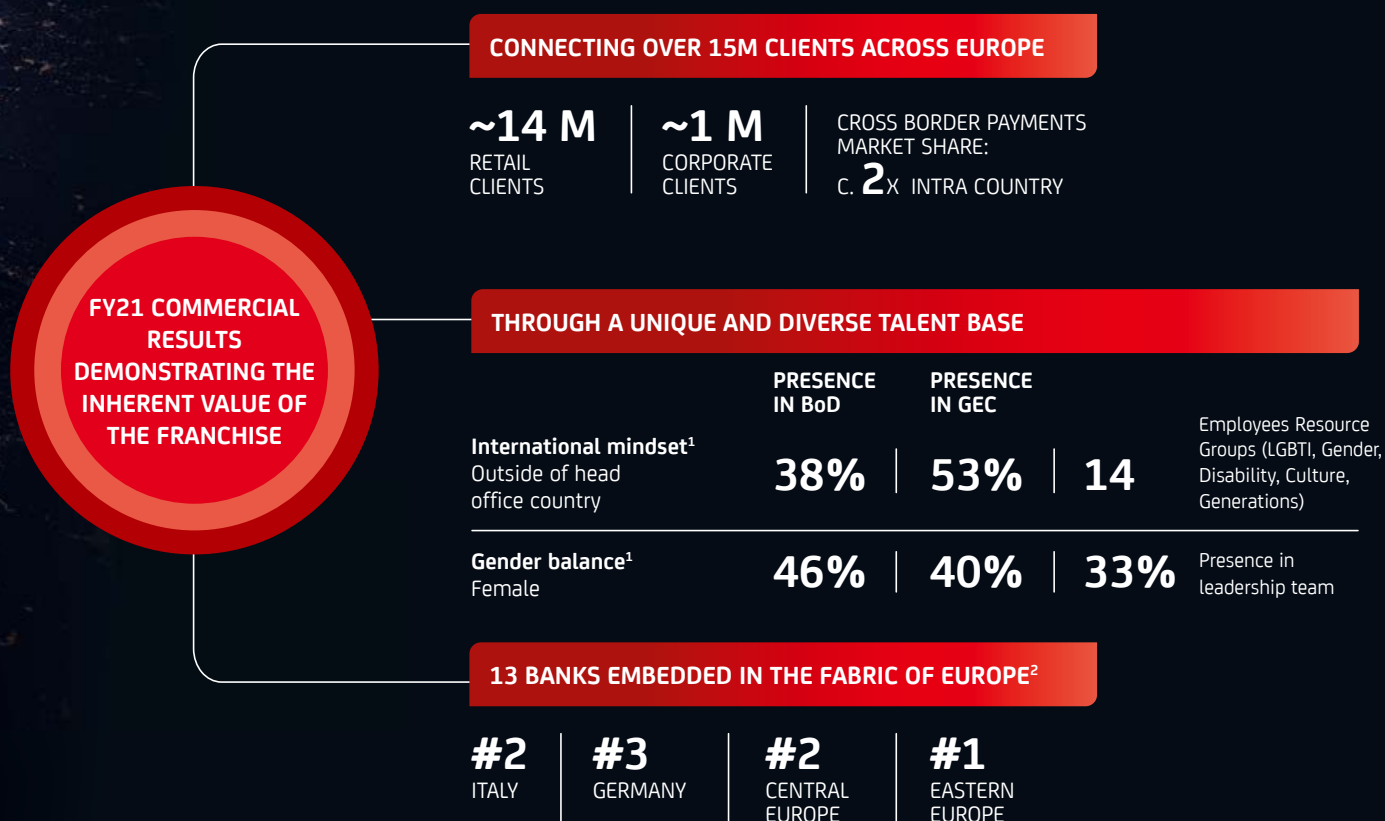 CONNECTING OVER 15M CLIENTS ACROSS EUROPE
~14 M
RETAIL
CLIENTS
~1 M
CORPORATE
CLIENTS
CROSS BORDER PAYMENTS
MARKET SHARE:
C. 2X INTRA COUNTRY
FY21 COMMERCIAL
RESULTS
DEMONSTRATING THE
INHERENT VALUE OF
THE FRANCHISE
THROUGH A UNIQUE AND DIVERSE TALENT BASE
PRESENCE
IN BoD
PRESENCE
IN GEC
International mindset¹
Outside of head
office country
38%
53%
14
Employees Resource
Groups (LGBTI, Gender,
Disability, Culture,
Generations)
Gender balance¹
Female
46%
40%
33%
Presence in
leadership team
13 BANKS EMBEDDED IN THE FABRIC OF EUROPE²
#2
ITALY
#3
GERMANY
#2
CENTRAL
EUROPE
#1
EASTERN
EUROPE